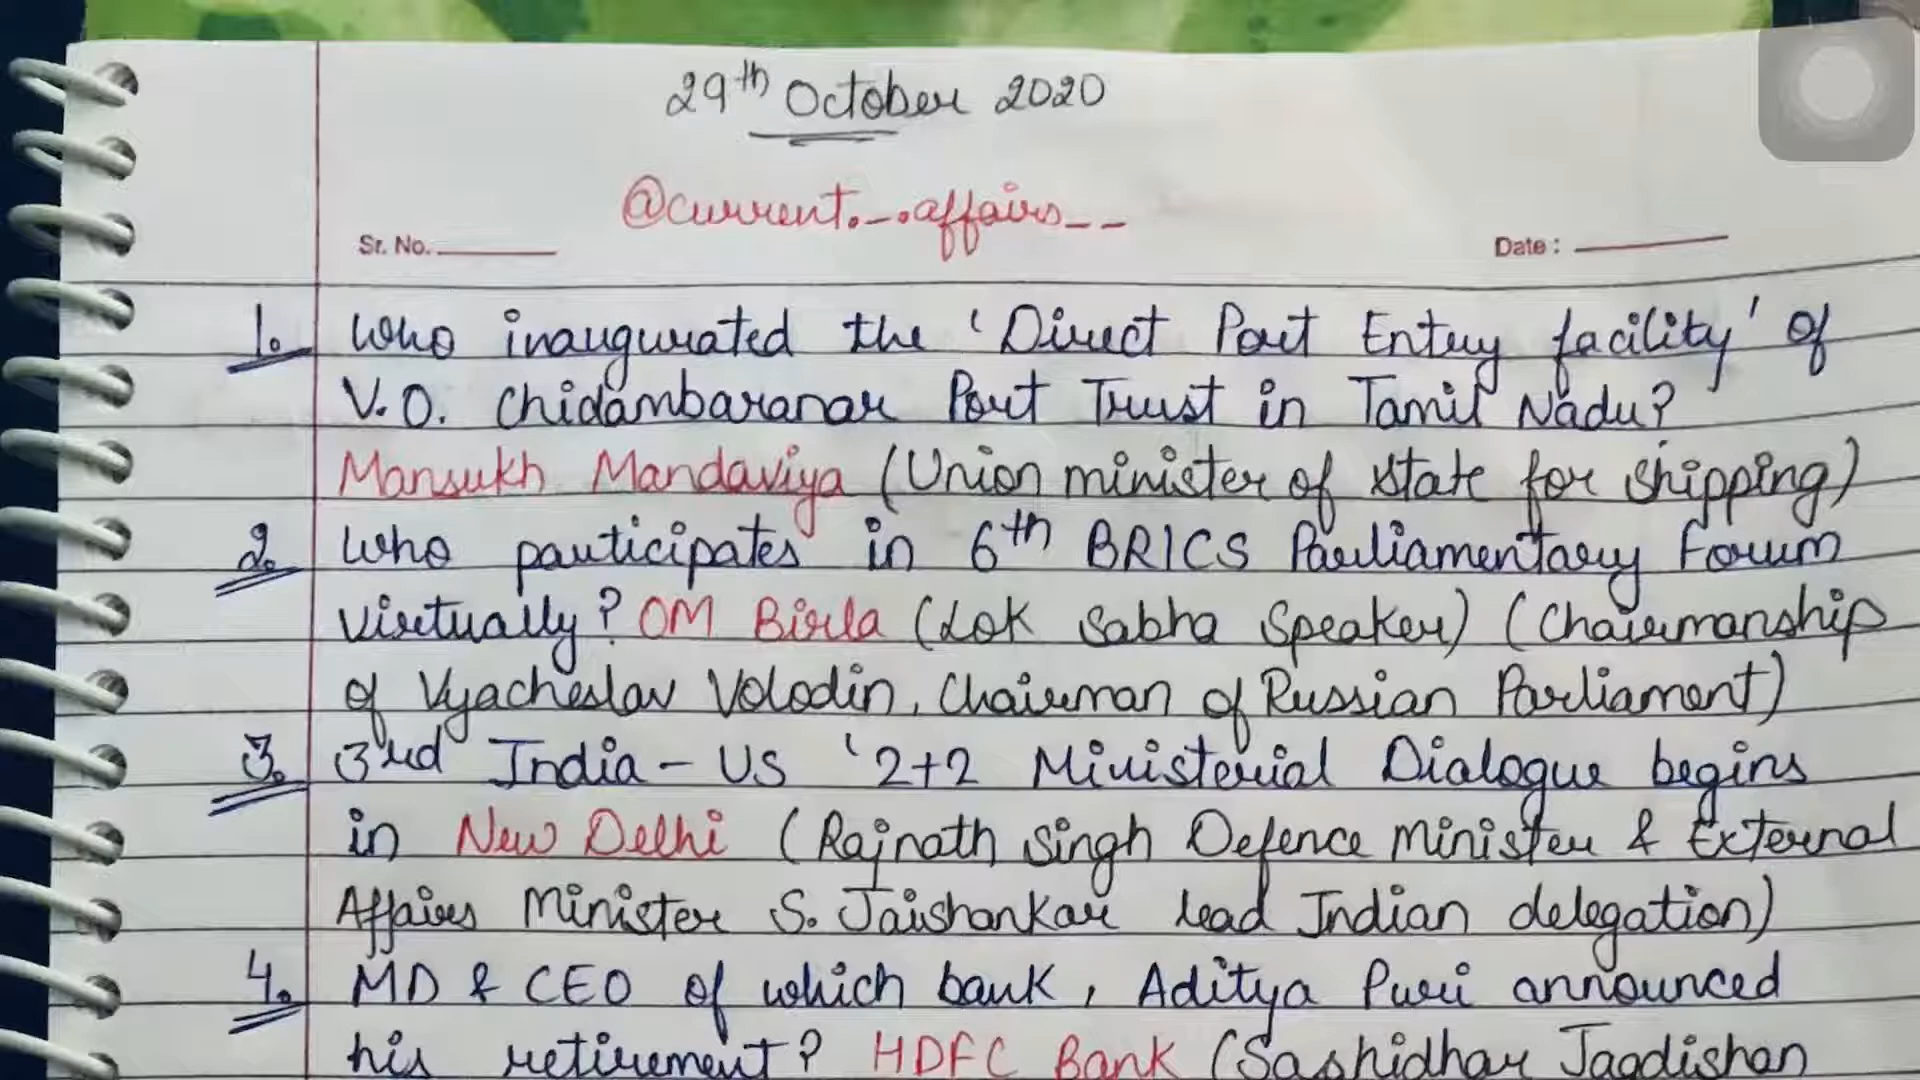 29th October 2020
@current._.affairs__
Sr. No.
Date :
1. Who inaugurated the 'Direct Port Entry facility' of
V.O. Chidambaranar Port Trust in Tamil Nadu?
Mansukh Mandaviya (Union minister of state for shipping)
2. Who participates in 6th BRICS Parliamentary Forum
virtually? OM Birla (Lok Sabha Speaker) (Chairmanship
of Vyacheslav Volodin, Chairman of Russian Parliament)
3. 3rd India - US '2+2 Ministerial Dialogue begins
in New Delhi (Rajnath Singh Defence Minister & External
Affairs Minister S. Jaishankar lead Indian delegation)
4. MD & CEO of which bank, Aditya Puri announced
his retirement? HDFC Bank (Sashidhar Jagdishan